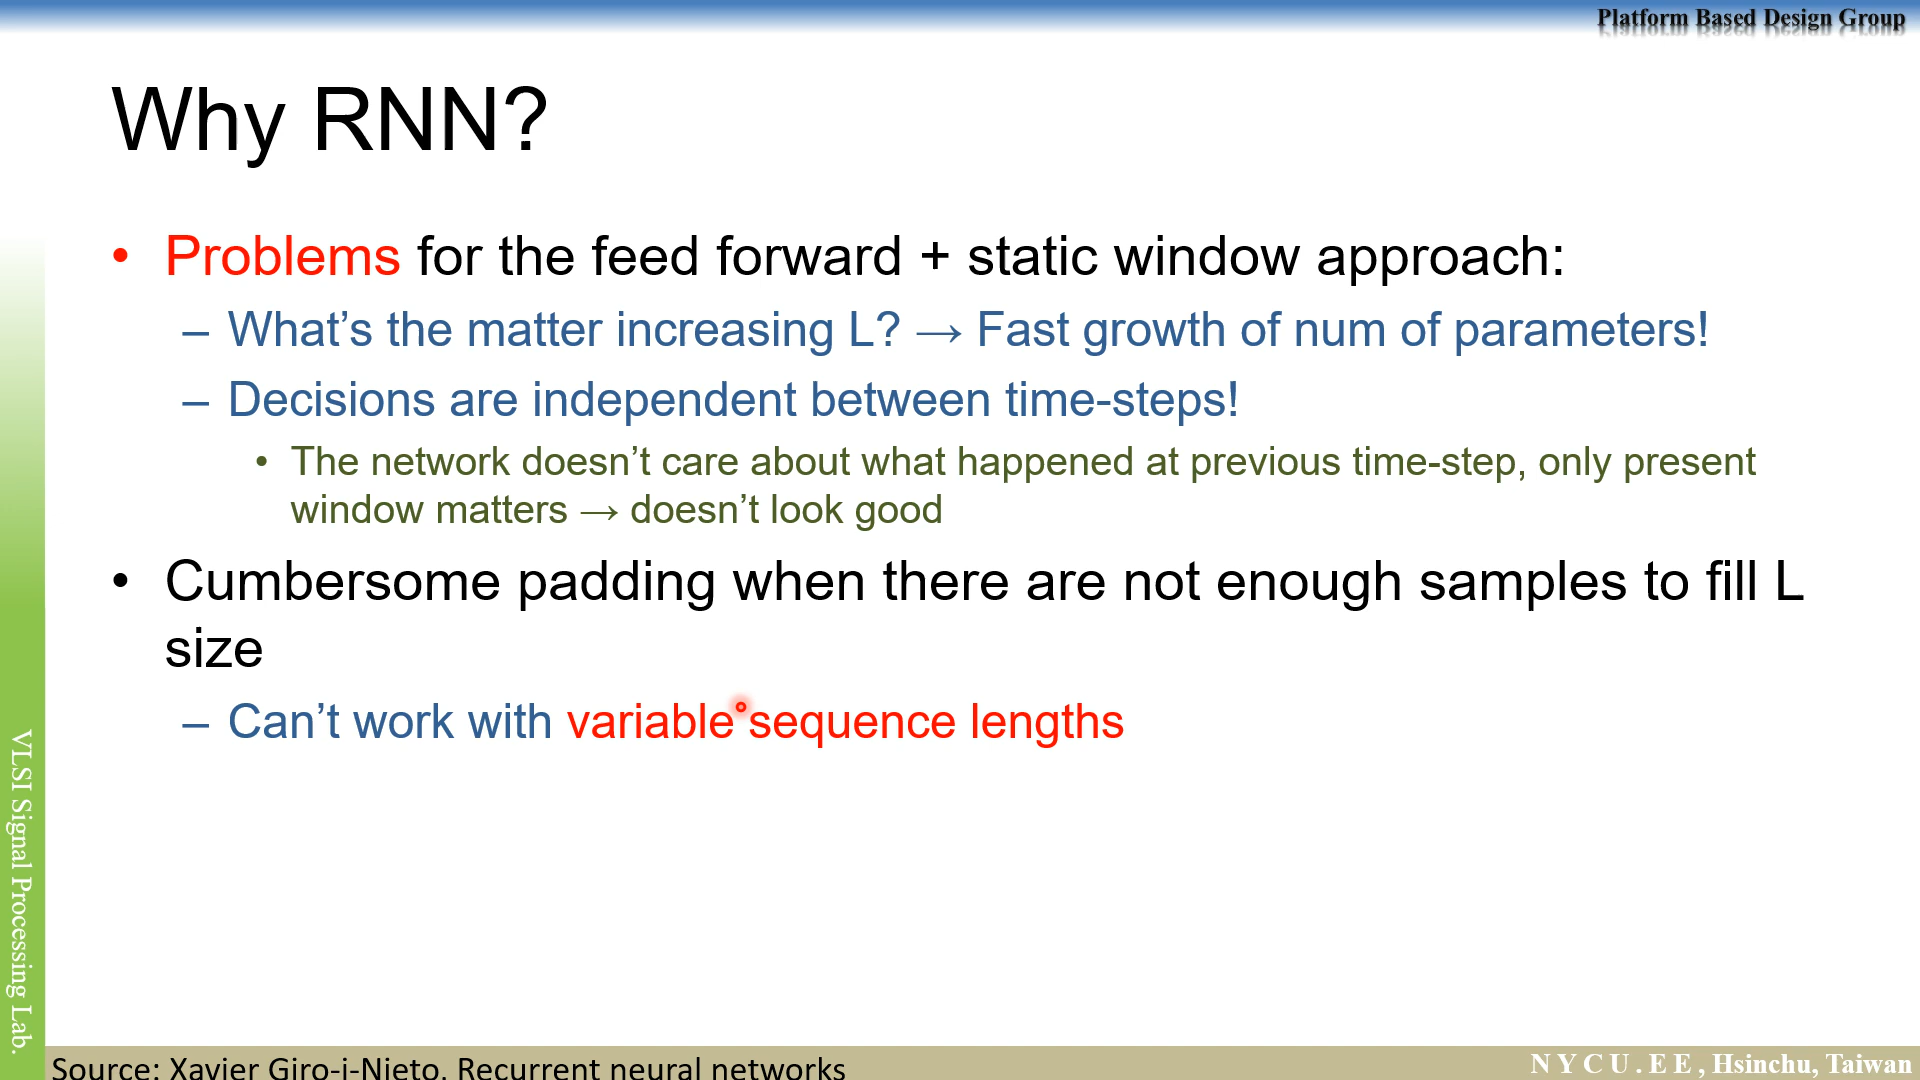 Platform Based Design Group
Why RNN?
• Problems for the feed forward + static window approach:
– What’s the matter increasing L? → Fast growth of num of parameters!
– Decisions are independent between time-steps!
• The network doesn’t care about what happened at previous time-step, only present
window matters → doesn’t look good
• Cumbersome padding when there are not enough samples to fill L
size
– Can’t work with variable sequence lengths
VLSI Signal Processing Lab.
Source: Xavier Giro-i-Nieto, Recurrent neural networks
N Y C U . E E , Hsinchu, Taiwan